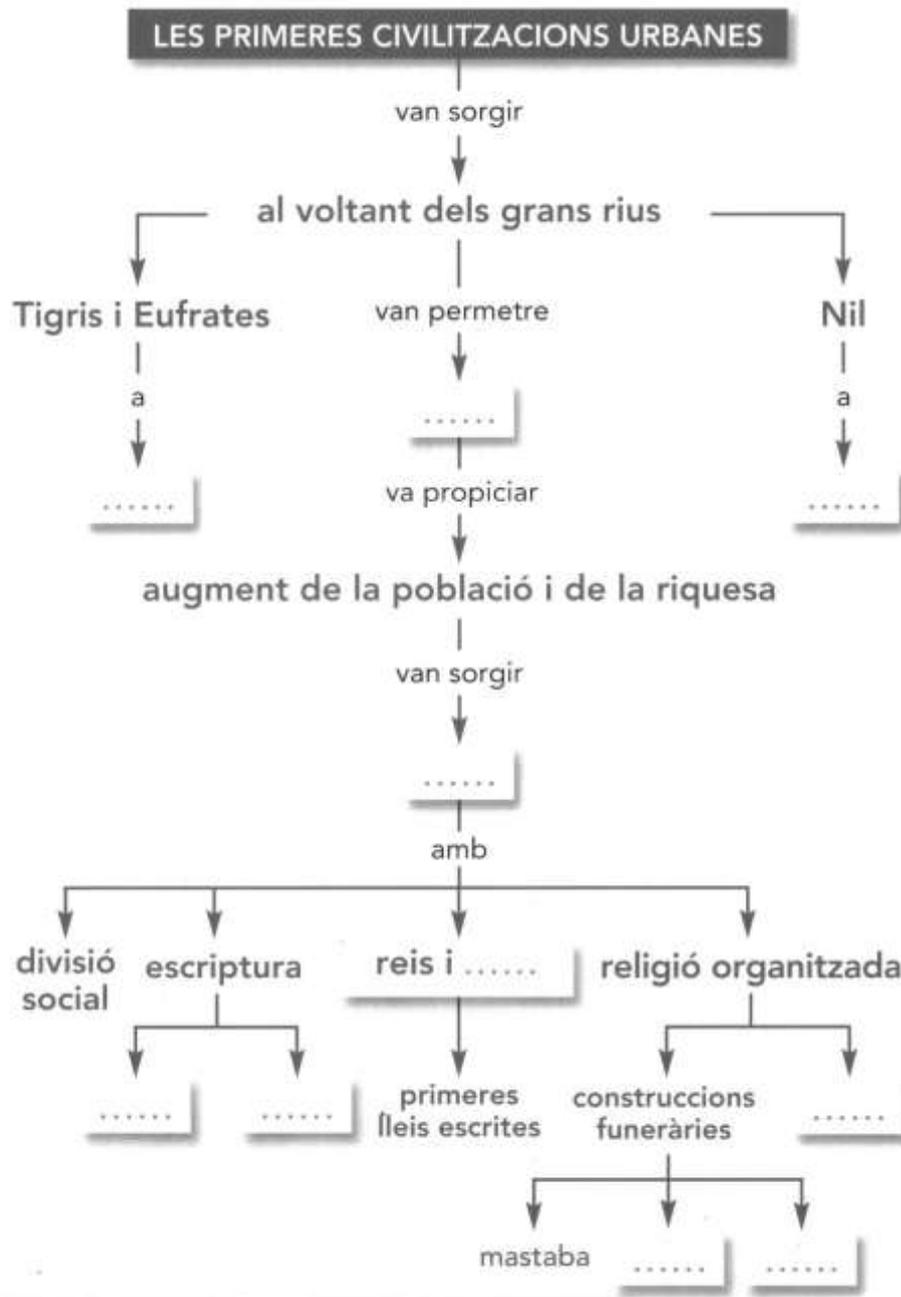 LES PRIMERES CIVILITZACIONS URBANES
van sorgir
al voltant dels grans rius
Tigris i Eufrates
van permetre
Nil
a
a
......
......
......
va propiciar
augment de la població i de la riquesa
van sorgir
......
amb
divisió
social
escriptura
reis i ......
religió organitzada
......
......
primeres
lleis escrites
construccions
funeràries
......
mastaba
......
......